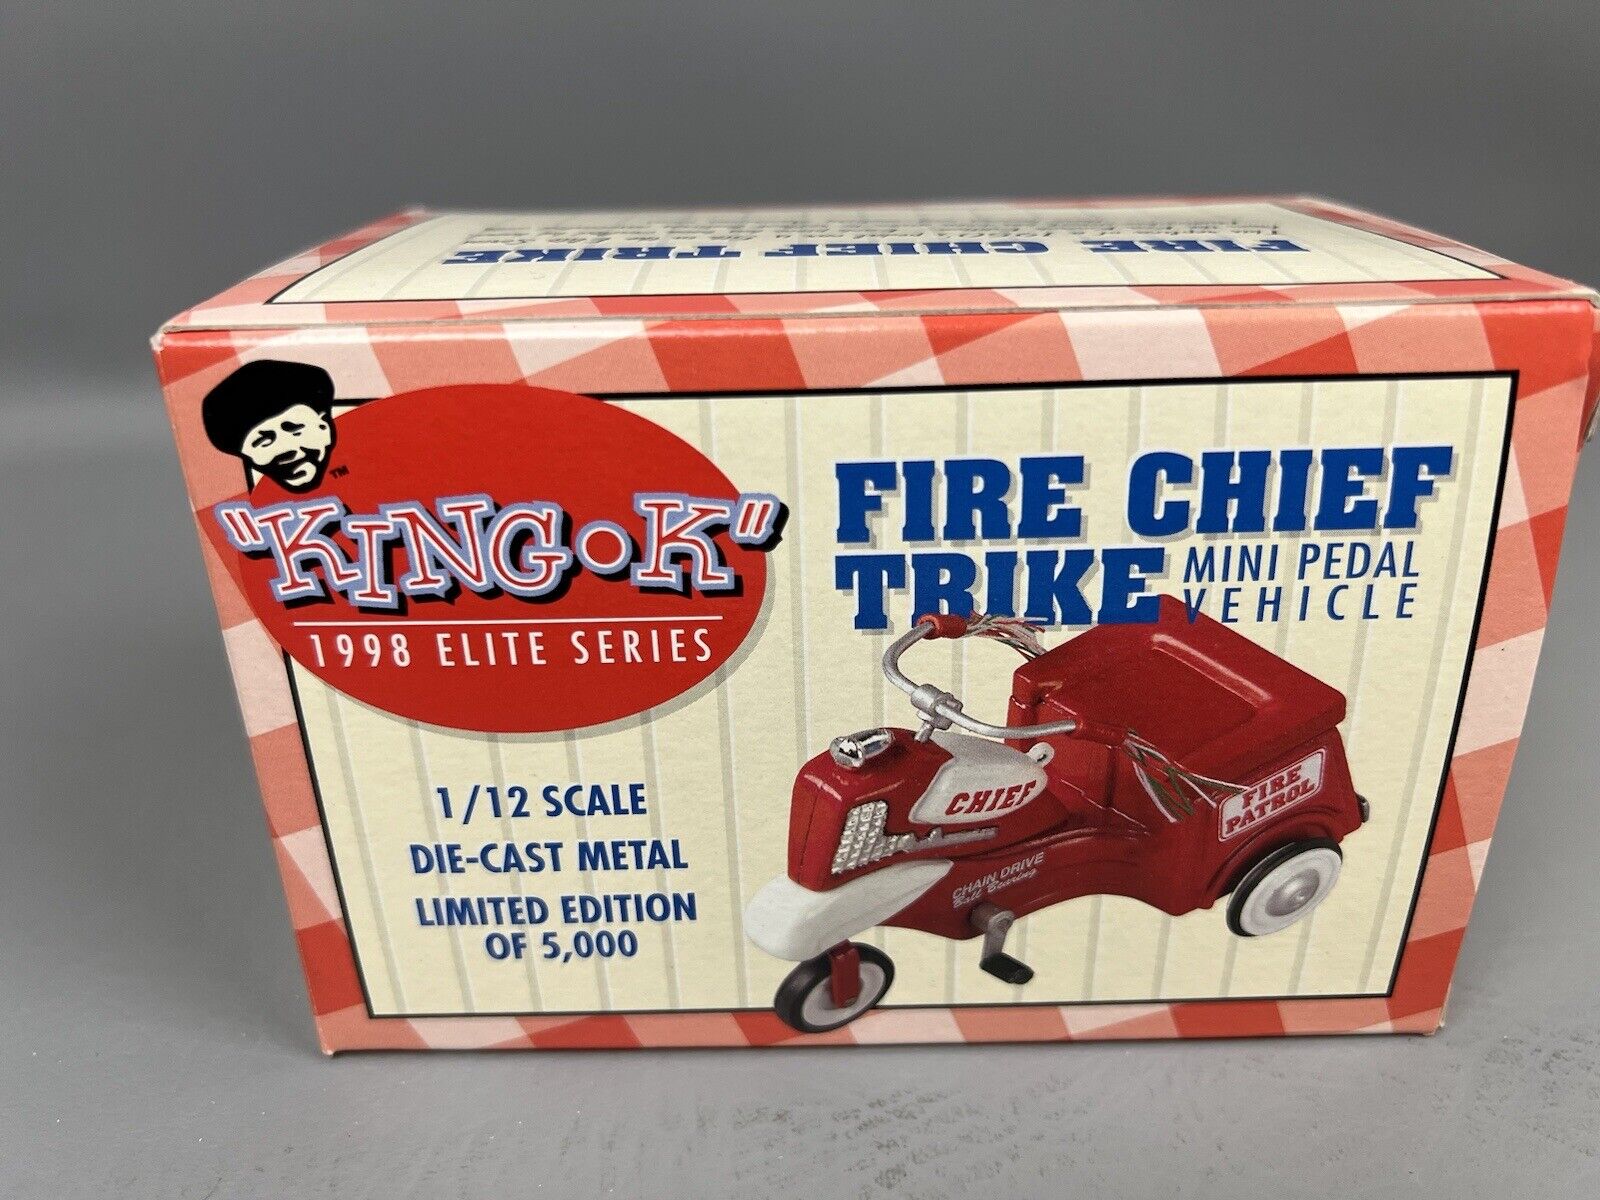 FIRE CHIEF TRIKE
™
"KING•K"
1998 ELITE SERIES
FIRE CHIEF
TRIKE
MINI PEDAL
VEHICLE
1/12 SCALE
DIE-CAST METAL
LIMITED EDITION
OF 5,000
CHIEF
FIRE
PATROL
CHAIN DRIVE
Ball Bearing